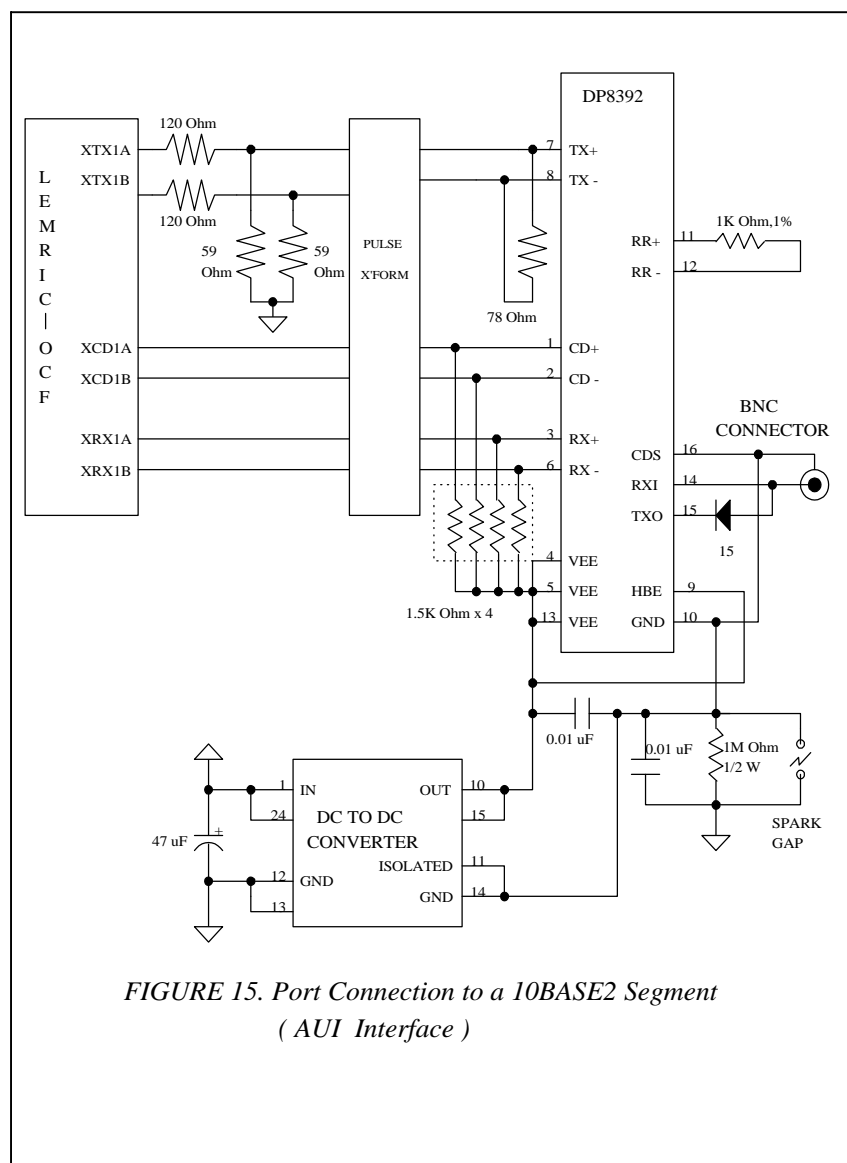 DP8392
120 Ohm
XTX1A
7
TX+
XTX1B
8
TX -
120 Ohm
LEMRIC-OCF
59
Ohm
59
Ohm
PULSE
X'FORM
78 Ohm
1K Ohm,1%
RR+
11
RR -
12
XCD1A
1
CD+
XCD1B
2
CD -
BNC
CONNECTOR
XRX1A
3
RX+
CDS
16
XRX1B
6
RX -
RXI
14
TXO
15
15
4
VEE
5
VEE
HBE
9
1.5K Ohm x 4
13
VEE
GND
10
0.01 uF
0.01 uF
1M Ohm
1/2 W
SPARK
GAP
1
IN
OUT
10
24
DC TO DC
CONVERTER
15
47 uF
+
ISOLATED
11
12
GND
GND
14
13
FIGURE 15. Port Connection to a 10BASE2 Segment
( AUI Interface )